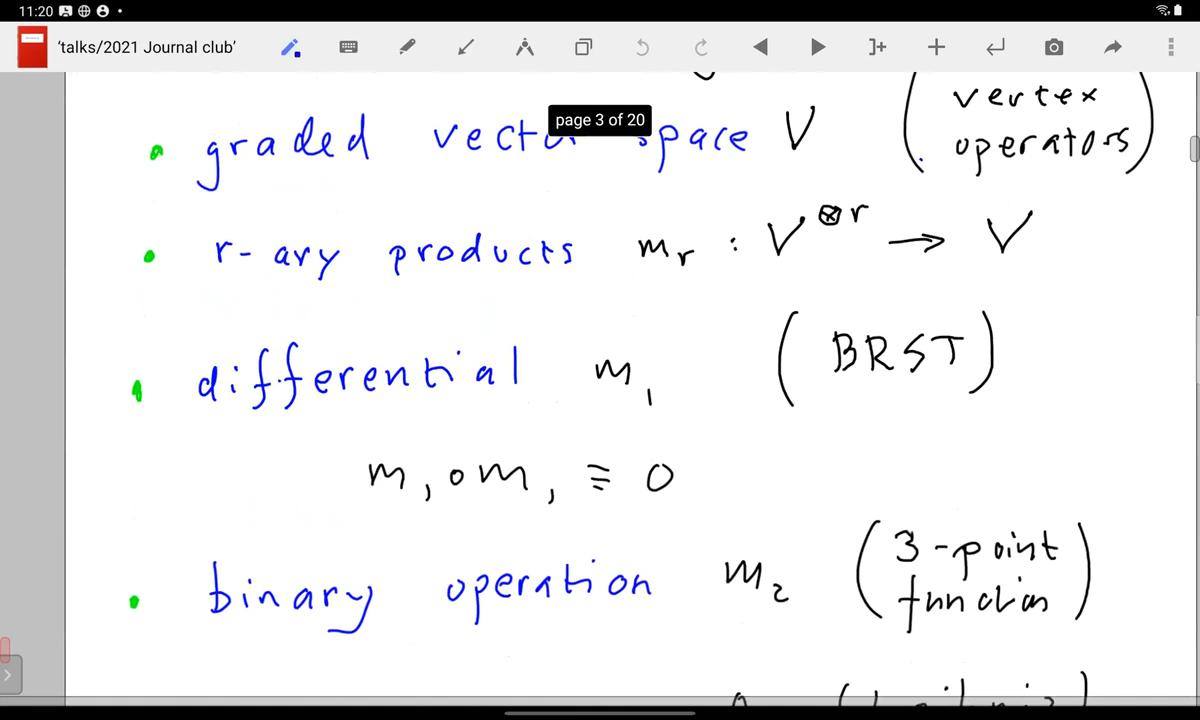 11:20
'talks/2021 Journal club'
page 3 of 20
• graded vector space V (vertex operators)
• r-ary products m_r : V^{⊗r} → V
• differential m_1 (BRST)
m_1 ∘ m_1 ≡ 0
• binary operation m_2 (3-point function)